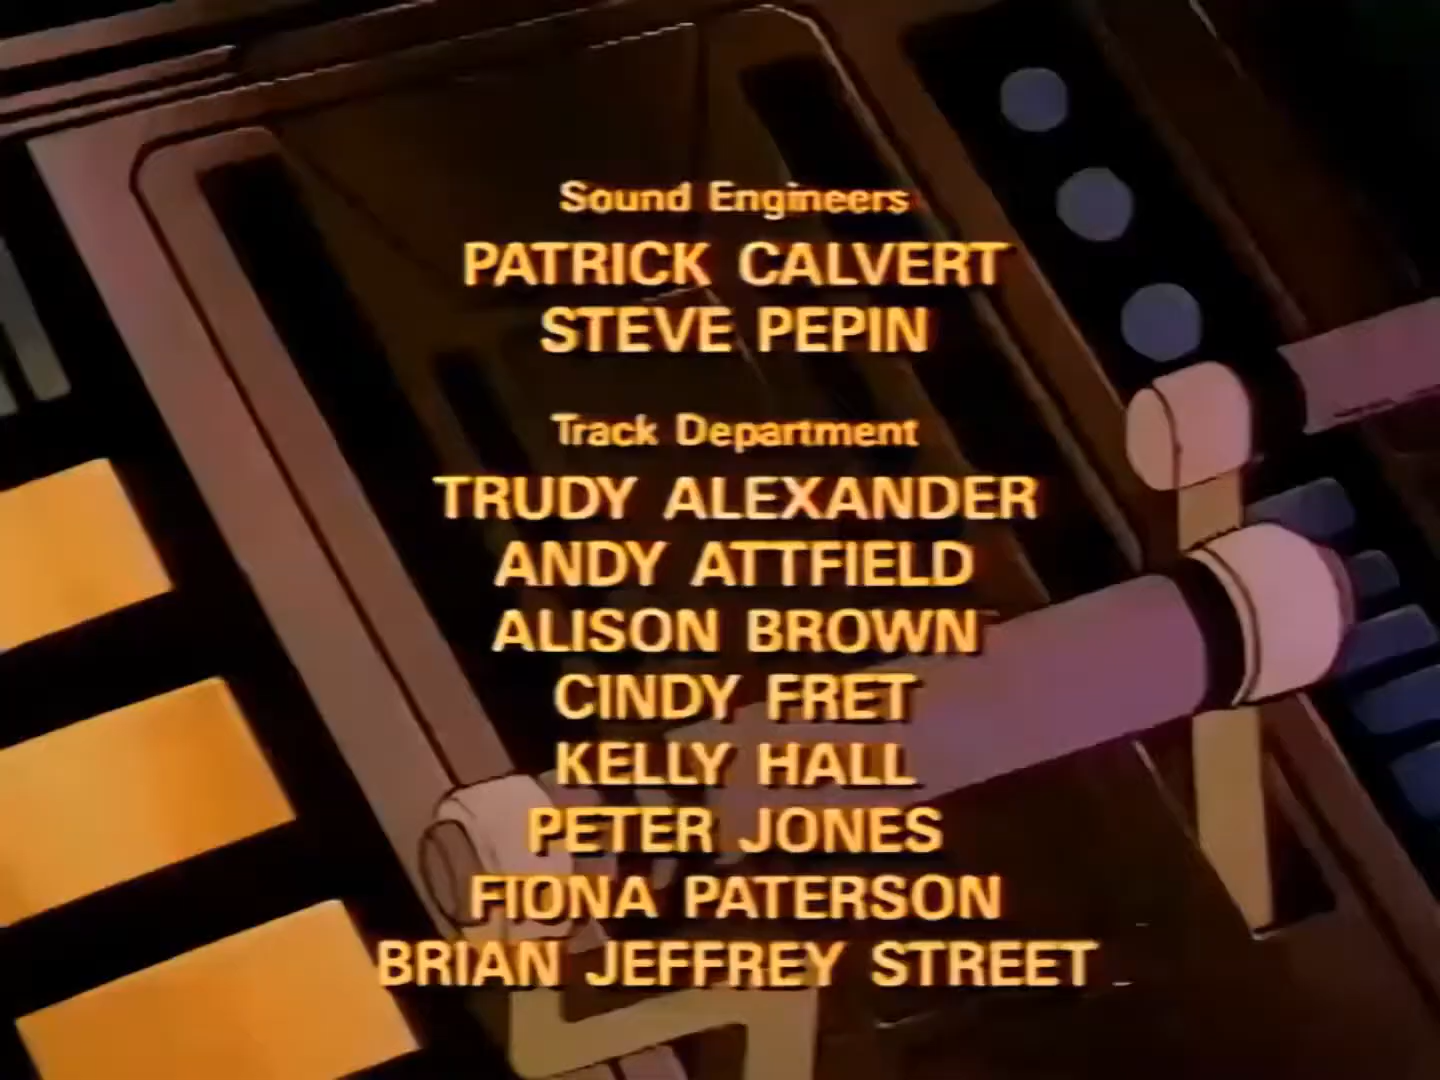 Sound Engineers
PATRICK CALVERT
STEVE PEPIN
Track Department
TRUDY ALEXANDER
ANDY ATTFIELD
ALISON BROWN
CINDY FRET
KELLY HALL
PETER JONES
FIONA PATERSON
BRIAN JEFFREY STREET